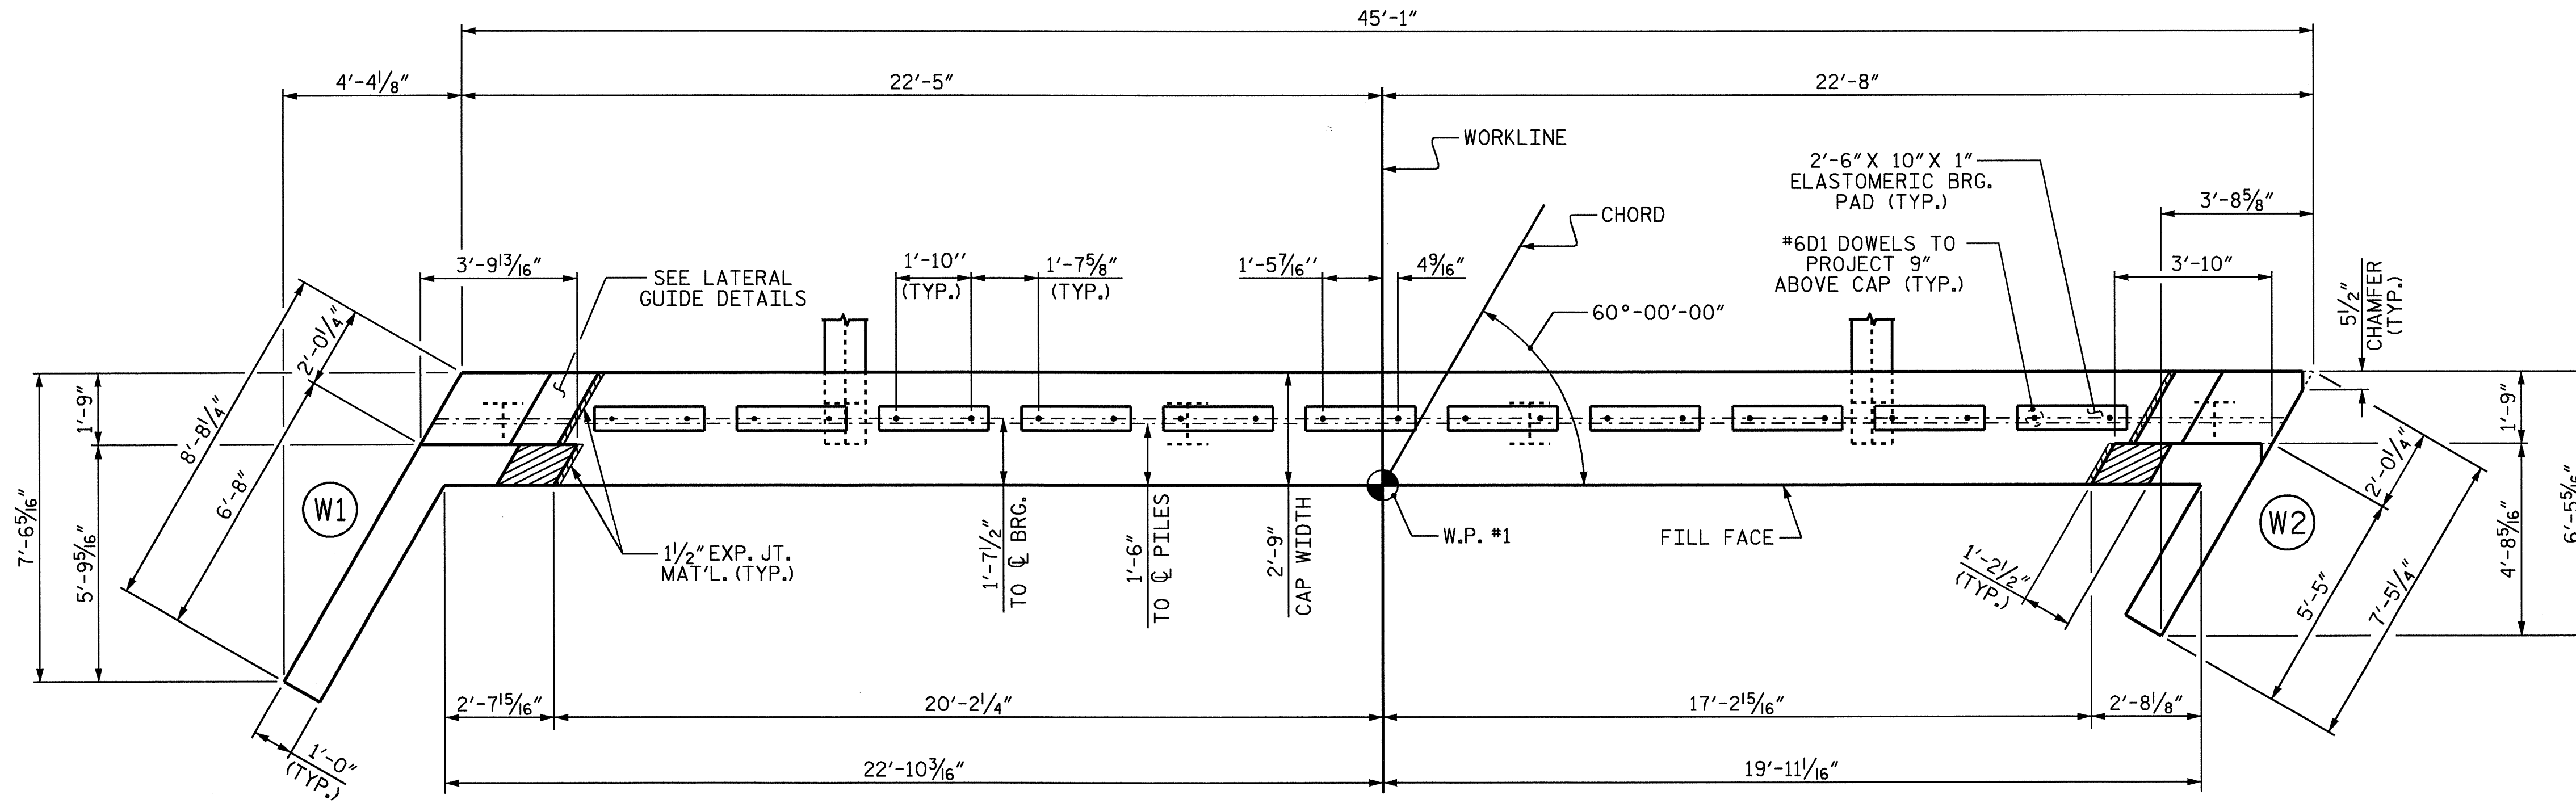 45'-1"
4'-4 1/8"
22'-5"
22'-8"
WORKLINE
2'-6" X 10" X 1"
ELASTOMERIC BRG.
PAD (TYP.)
3'-8 5/8"
CHORD
#6D1 DOWELS TO
PROJECT 9"
ABOVE CAP (TYP.)
3'-9 13/16"
SEE LATERAL
GUIDE DETAILS
1'-10"
(TYP.)
1'-7 5/8"
(TYP.)
1'-5 7/16"
4 9/16"
3'-10"
5 1/2"
CHAMFER
(TYP.)
60°-00'-00"
2'-0 1/4"
8'-8 1/4"
6'-8"
1'-9"
7'-6 5/16"
5'-9 5/16"
W1
1 1/2" EXP. JT.
MAT'L. (TYP.)
1'-7 1/2"
TO ℄ BRG.
1'-6"
TO ℄ PILES
2'-9"
CAP WIDTH
W.P. #1
FILL FACE
1'-9"
2'-0 1/4"
W2
4'-8 5/16"
6'-5 5/16"
1'-2 1/2"
(TYP.)
5'-5"
7'-5 1/4"
2'-7 15/16"
20'-2 1/4"
17'-2 15/16"
2'-8 1/8"
1'-0"
(TYP.)
22'-10 3/16"
19'-11 1/16"